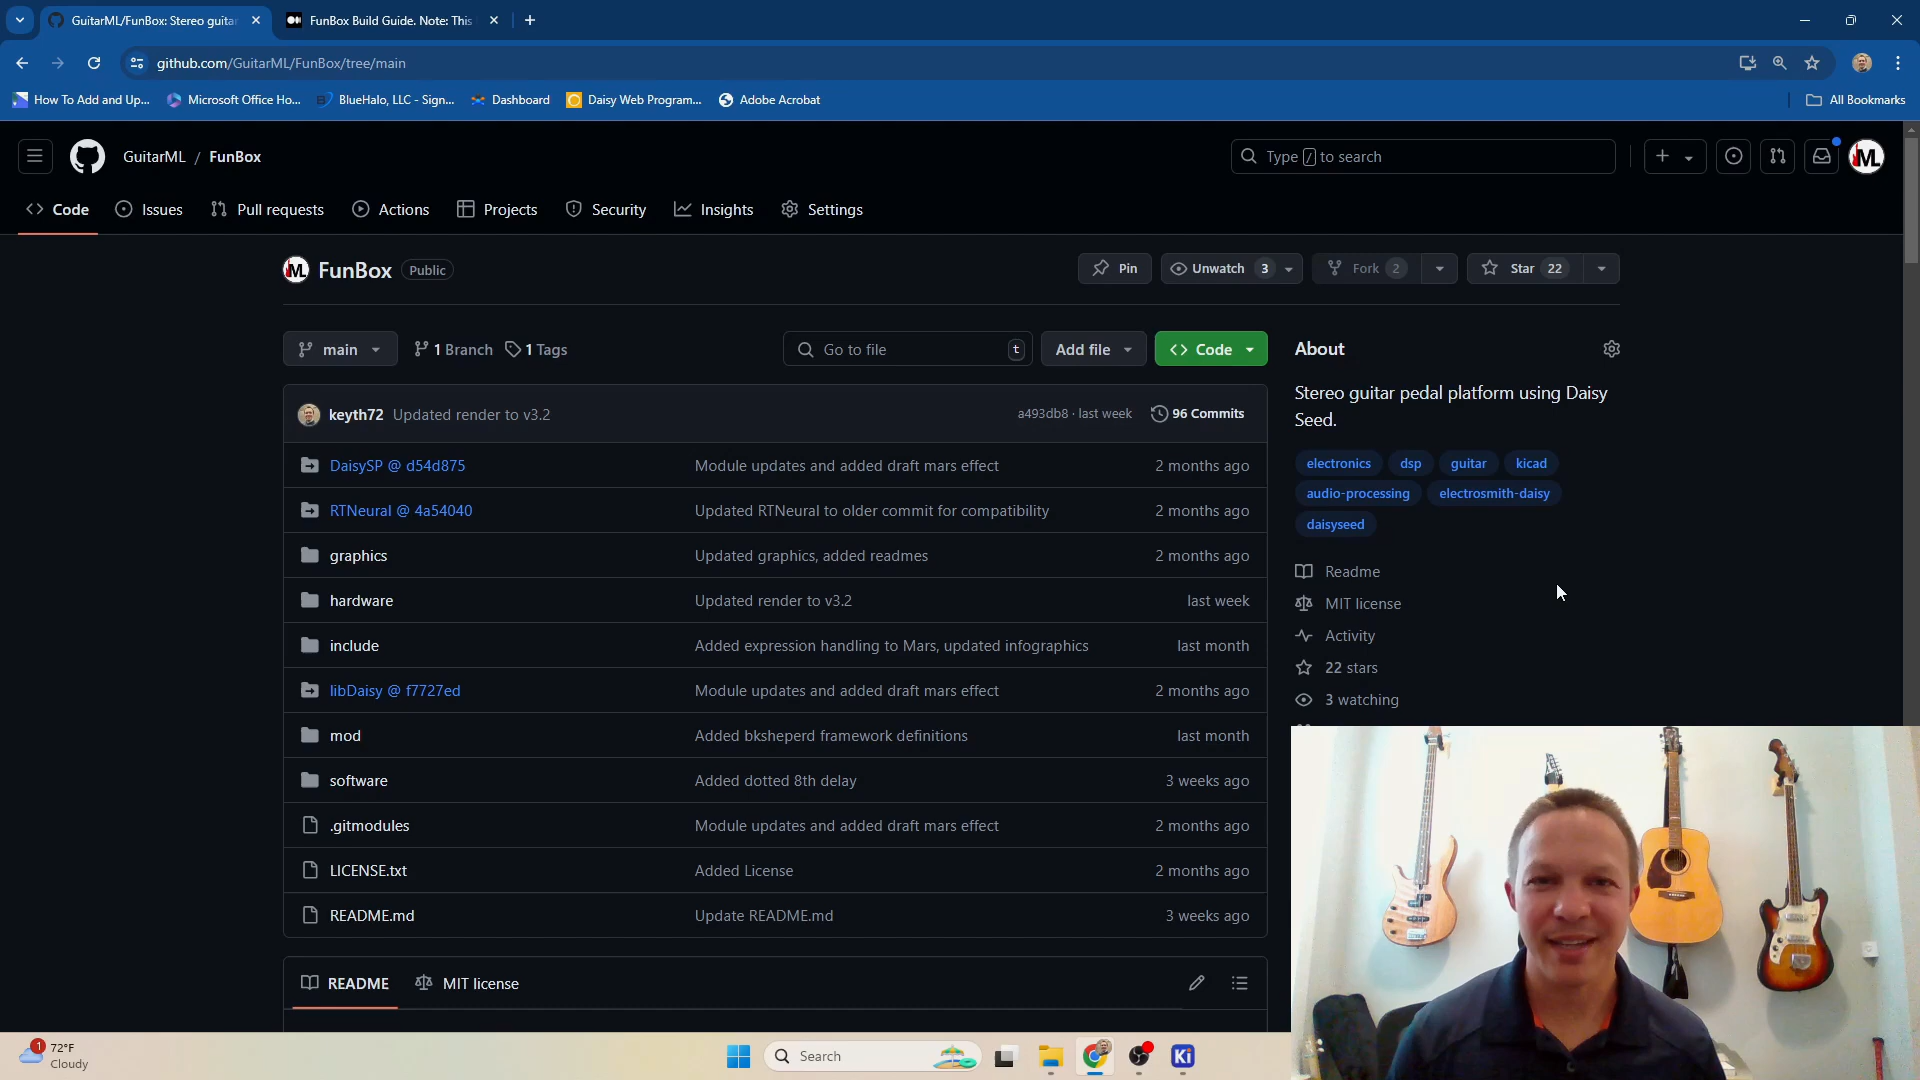 GuitarML/FunBox: Stereo guitar
FunBox Build Guide. Note: This
github.com/GuitarML/FunBox/tree/main
How To Add and Up...
Microsoft Office Ho...
BlueHalo, LLC - Sign...
Dashboard
Daisy Web Program...
Adobe Acrobat
All Bookmarks
GuitarML / FunBox
Type / to search
ML
Code
Issues
Pull requests
Actions
Projects
Security
Insights
Settings
ML FunBox Public
Pin
Unwatch 3
Fork 2
Star 22
main
1 Branch
1 Tags
Go to file t
Add file
Code
About
Stereo guitar pedal platform using Daisy
Seed.
electronics dsp guitar kicad
audio-processing electrosmith-daisy
daisyseed
Readme
MIT license
Activity
22 stars
3 watching
keyth72 Updated render to v3.2 a493db8 · last week 96 Commits
DaisySP @ d54d875 Module updates and added draft mars effect 2 months ago
RTNeural @ 4a54040 Updated RTNeural to older commit for compatibility 2 months ago
graphics Updated graphics, added readmes 2 months ago
hardware Updated render to v3.2 last week
include Added expression handling to Mars, updated infographics last month
libDaisy @ f7727ed Module updates and added draft mars effect 2 months ago
mod Added bksheperd framework definitions last month
software Added dotted 8th delay 3 weeks ago
.gitmodules Module updates and added draft mars effect 2 months ago
LICENSE.txt Added License 2 months ago
README.md Update README.md 3 weeks ago
README
MIT license
1
72°F
Cloudy
Search
Ki